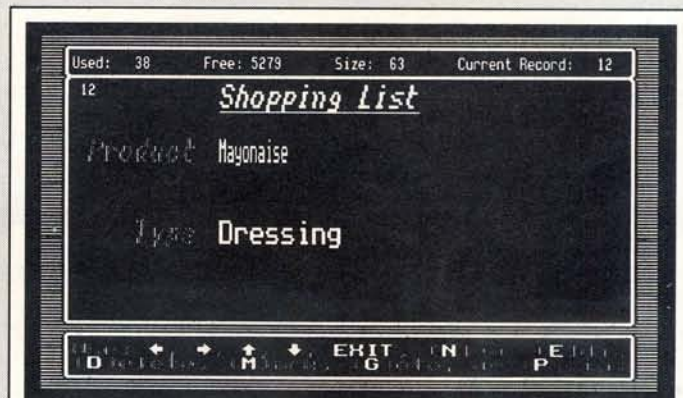 Used: 38 Free: 5279 Size: 63 Current Record: 12
12
Shopping List
Product Mayonaise
Type Dressing
EXIT